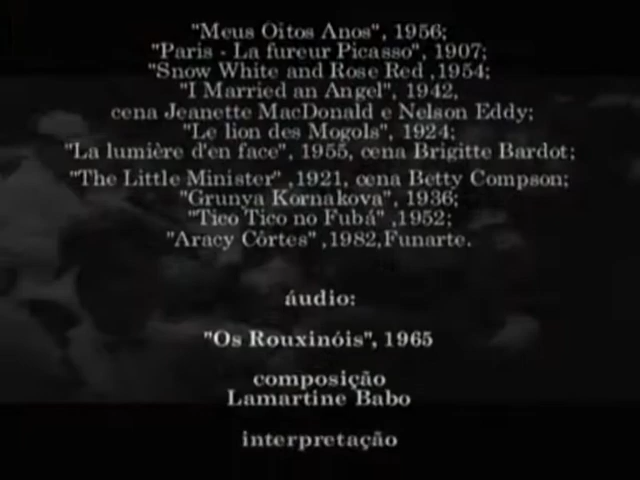 "Meus Oitos Anos", 1956;
"Paris - La fureur Picasso", 1907;
"Snow White and Rose Red ,1954;
"I Married an Angel", 1942,
cena Jeanette MacDonald e Nelson Eddy;
"Le lion des Mogols", 1924;
"La lumière d'en face", 1955, cena Brigitte Bardot;
"The Little Minister" ,1921, cena Betty Compson;
"Grunya Kornakova", 1936;
"Tico Tico no Fubá" ,1952;
"Aracy Côrtes" ,1982,Funarte.
áudio:
"Os Rouxinóis", 1965
composição
Lamartine Babo
interpretação